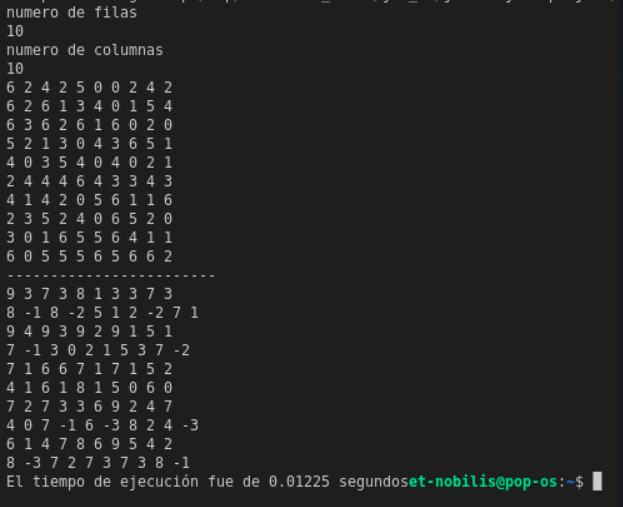 numero de filas
10
numero de columnas
10
6 2 4 2 5 0 0 2 4 2
6 2 6 1 3 4 0 1 5 4
6 3 6 2 6 1 6 0 2 0
5 2 1 3 0 4 3 6 5 1
4 0 3 5 4 0 4 0 2 1
2 4 4 4 6 4 3 3 4 3
4 1 4 2 0 5 6 1 1 6
2 3 5 2 4 0 6 5 2 0
3 0 1 6 5 5 6 4 1 1
6 0 5 5 5 6 5 6 6 2
------------------------
9 3 7 3 8 1 3 3 7 3
8 -1 8 -2 5 1 2 -2 7 1
9 4 9 3 9 2 9 1 5 1
7 -1 3 0 2 1 5 3 7 -2
7 1 6 6 7 1 7 1 5 2
4 1 6 1 8 1 5 0 6 0
7 2 7 3 3 6 9 2 4 7
4 0 7 -1 6 -3 8 2 4 -3
6 1 4 7 8 6 9 5 4 2
8 -3 7 2 7 3 7 3 8 -1
El tiempo de ejecución fue de 0.01225 segundoset-nobilis@pop-os:~$